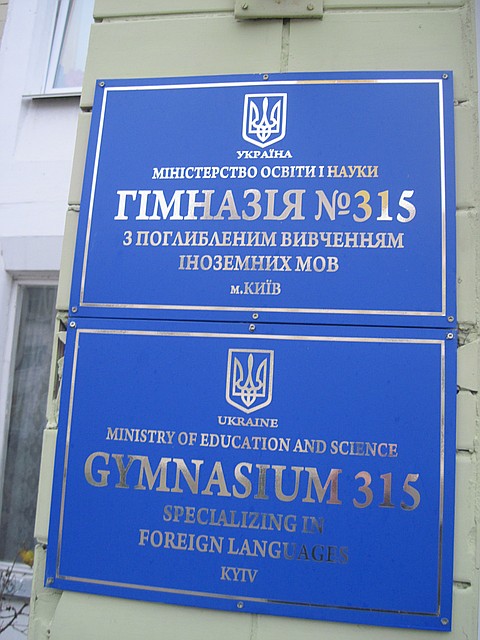 УКРАЇНА
МІНІСТЕРСТВО ОСВІТИ І НАУКИ
ГІМНАЗІЯ №315
З ПОГЛИБЛЕНИМ ВИВЧЕННЯМ
ІНОЗЕМНИХ МОВ
м.КИЇВ
UKRAINE
MINISTRY OF EDUCATION AND SCIENCE
GYMNASIUM 315
SPECIALIZING IN
FOREIGN LANGUAGES
KYIV